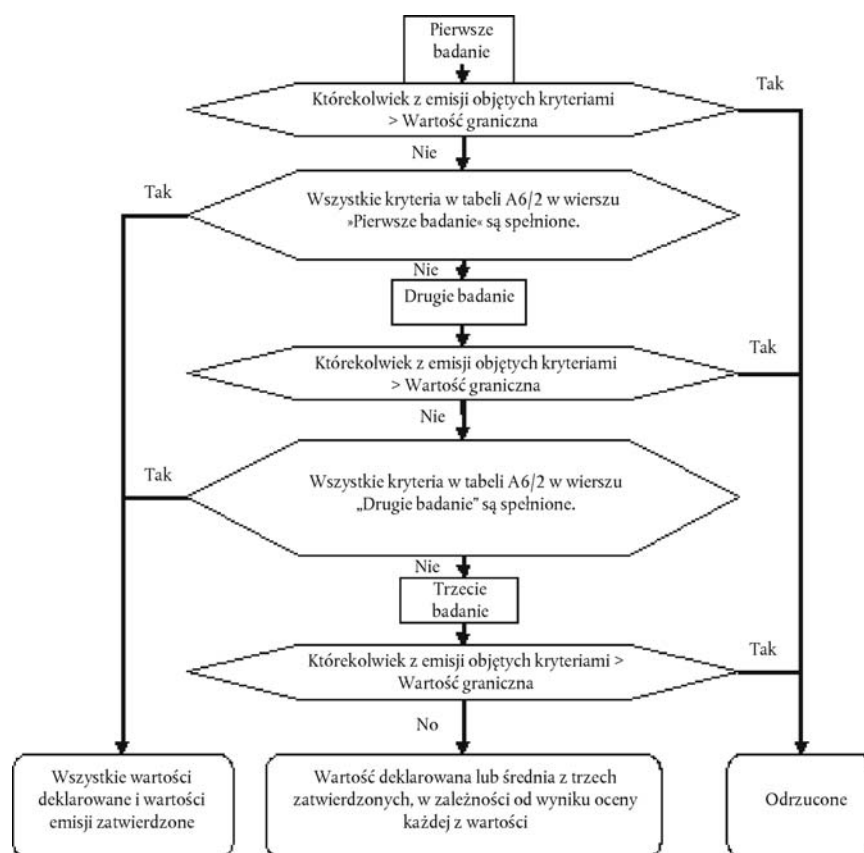 Pierwsze
badanie
Którekolwiek z emisji objętych kryteriami
> Wartość graniczna
Tak
Nie
Tak
Wszystkie kryteria w tabeli A6/2 w wierszu
»Pierwsze badanie« są spełnione.
Nie
Drugie badanie
Którekolwiek z emisji objętych kryteriami
> Wartość graniczna
Tak
Nie
Tak
Wszystkie kryteria w tabeli A6/2 w wierszu
„Drugie badanie” są spełnione.
Nie
Trzecie
badanie
Którekolwiek z emisji objętych kryteriami >
Wartość graniczna
Tak
No
Wszystkie wartości
deklarowane i wartości
emisji zatwierdzone
Wartość deklarowana lub średnia z trzech
zatwierdzonych, w zależności od wyniku oceny
każdej z wartości
Odrzucone